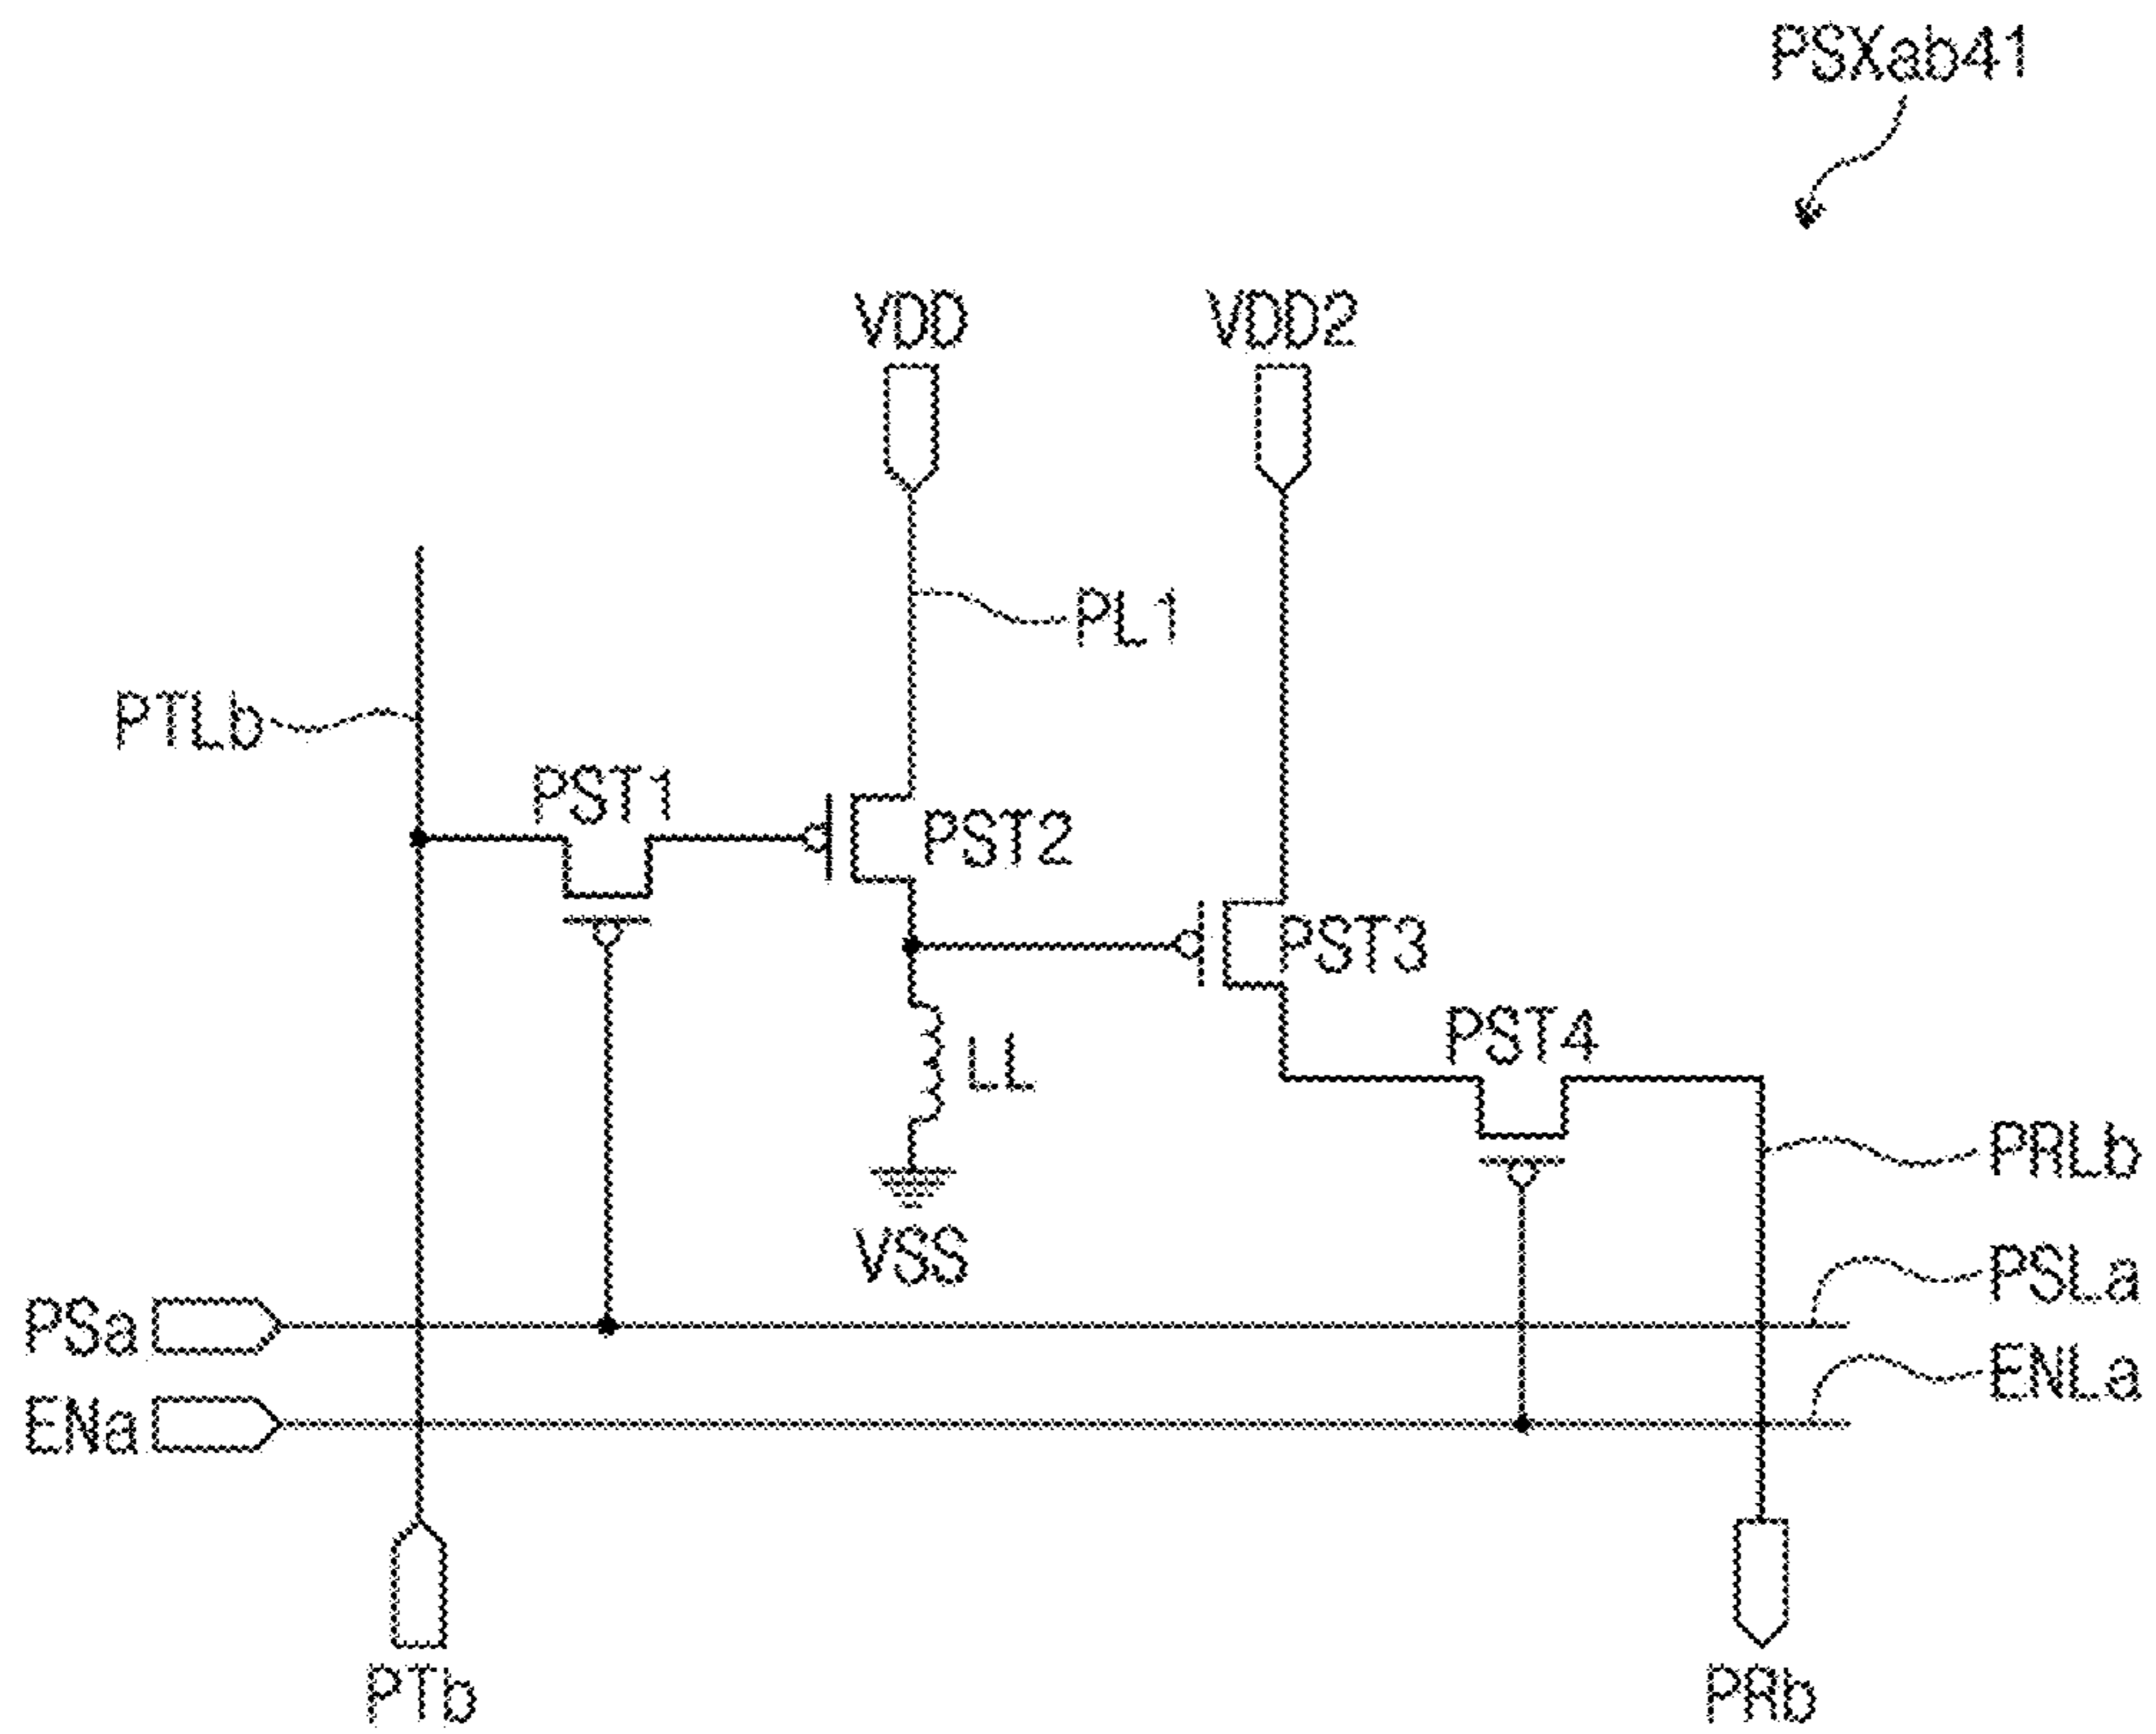 PSXab41
VDD
VDD2
PL1
PTLb
PST1
PST2
PST3
PST4
LL
PRLb
VSS
PSLa
PSa
ENLa
ENa
PTb
PRb